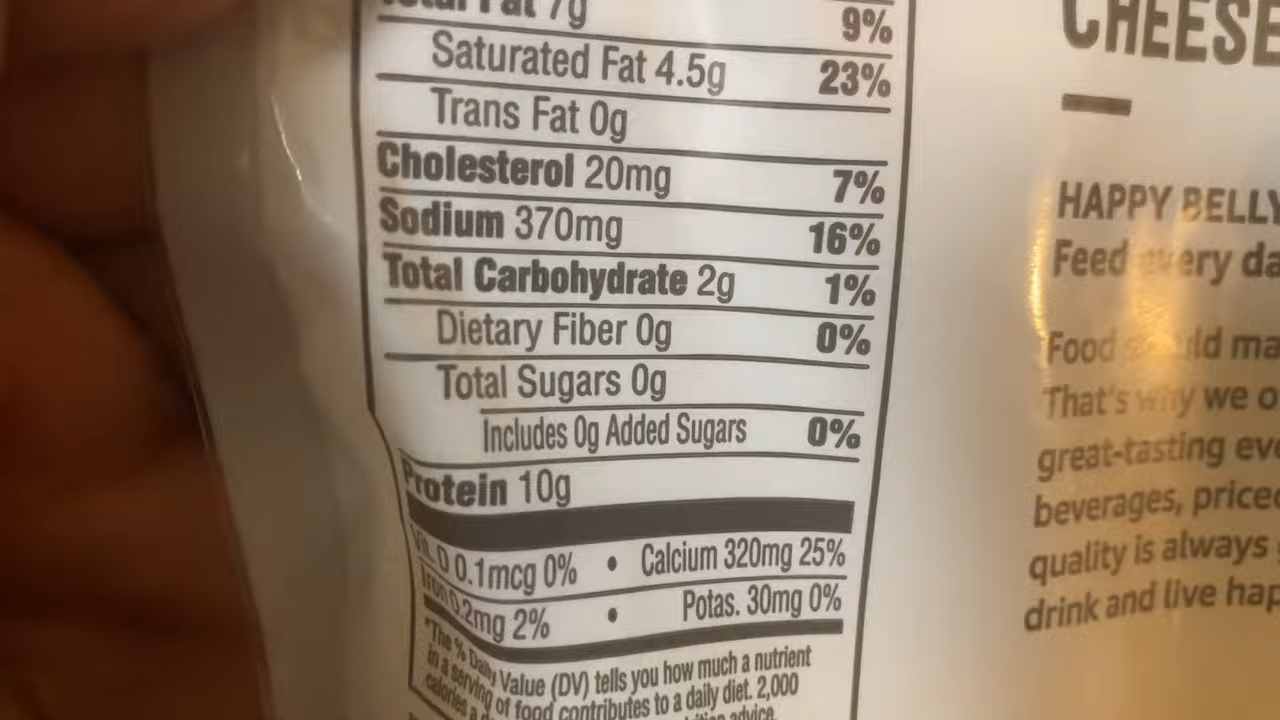 Total Fat 7g 9%
Saturated Fat 4.5g 23%
Trans Fat 0g
Cholesterol 20mg 7%
Sodium 370mg 16%
Total Carbohydrate 2g 1%
Dietary Fiber 0g 0%
Total Sugars 0g
Includes 0g Added Sugars 0%
Protein 10g
Vit. D 0.1mcg 0% • Calcium 320mg 25%
Iron 0.2mg 2% • Potas. 30mg 0%
*The % Daily Value (DV) tells you how much a nutrient
in a serving of food contributes to a daily diet. 2,000
calories a
advice.
CHEESE
HAPPY BELLY
Feed every da
Food ma
That's why we o
great-tasting eve
beverages, priced
quality is always
drink and live hap